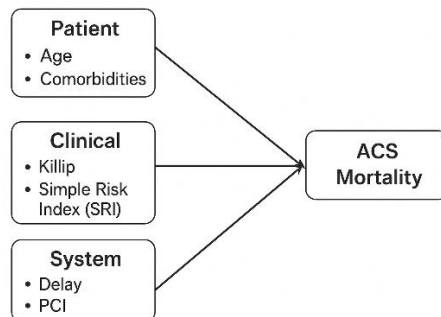 Patient
• Age
• Comorbidities
Clinical
• Killip
• Simple Risk
Index (SRI)
System
• Delay
• PCI
ACS
Mortality